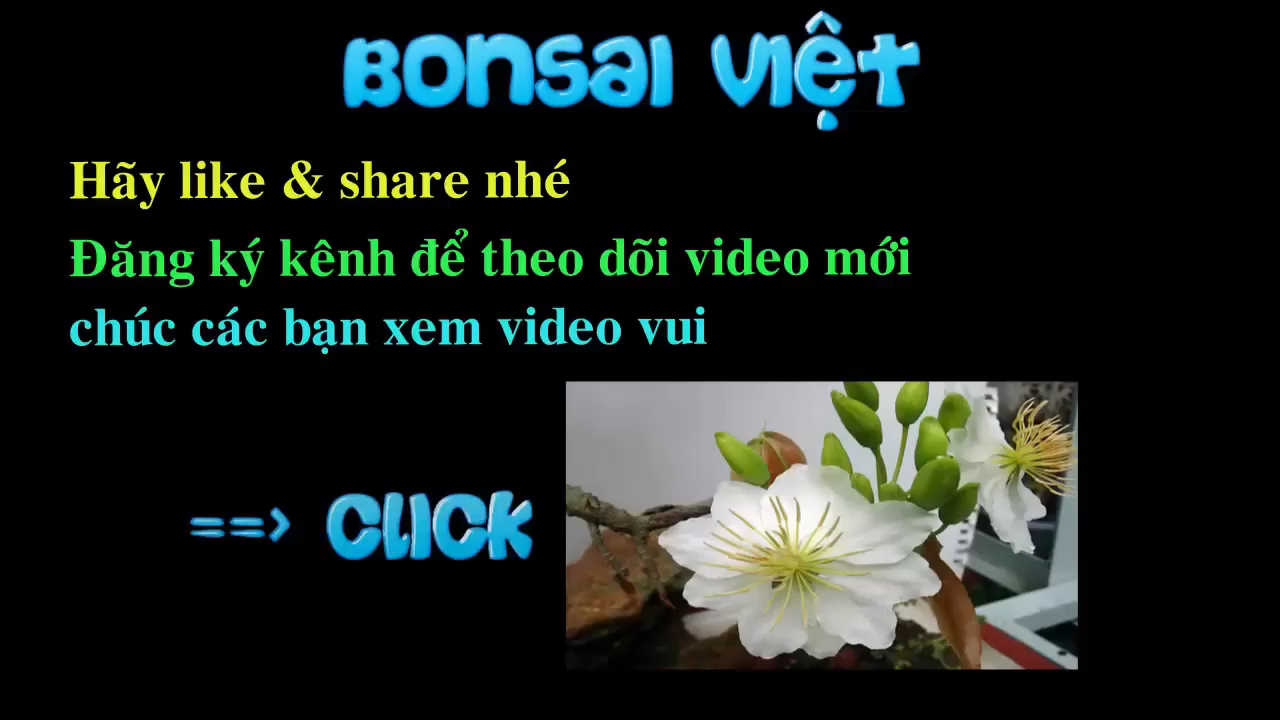 BONSAI VIỆT
Hãy like & share nhé
Đăng ký kênh để theo dõi video mới
chúc các bạn xem video vui
==> CLICK